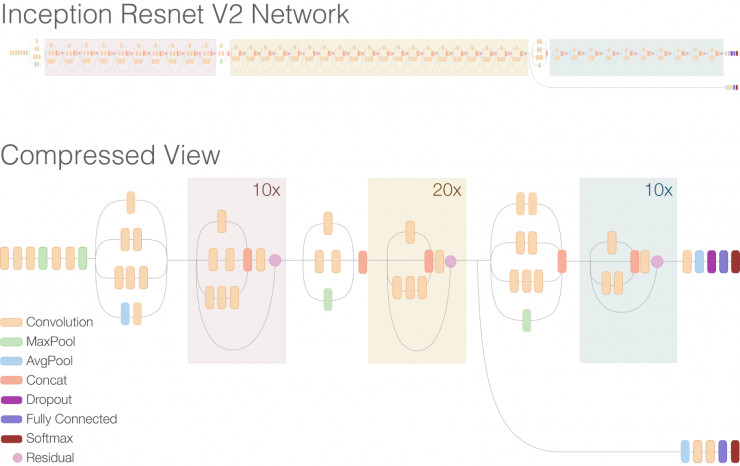 Inception Resnet V2 Network
Compressed View
10x
20x
10x
Convolution
MaxPool
AvgPool
Concat
Dropout
Fully Connected
Softmax
Residual